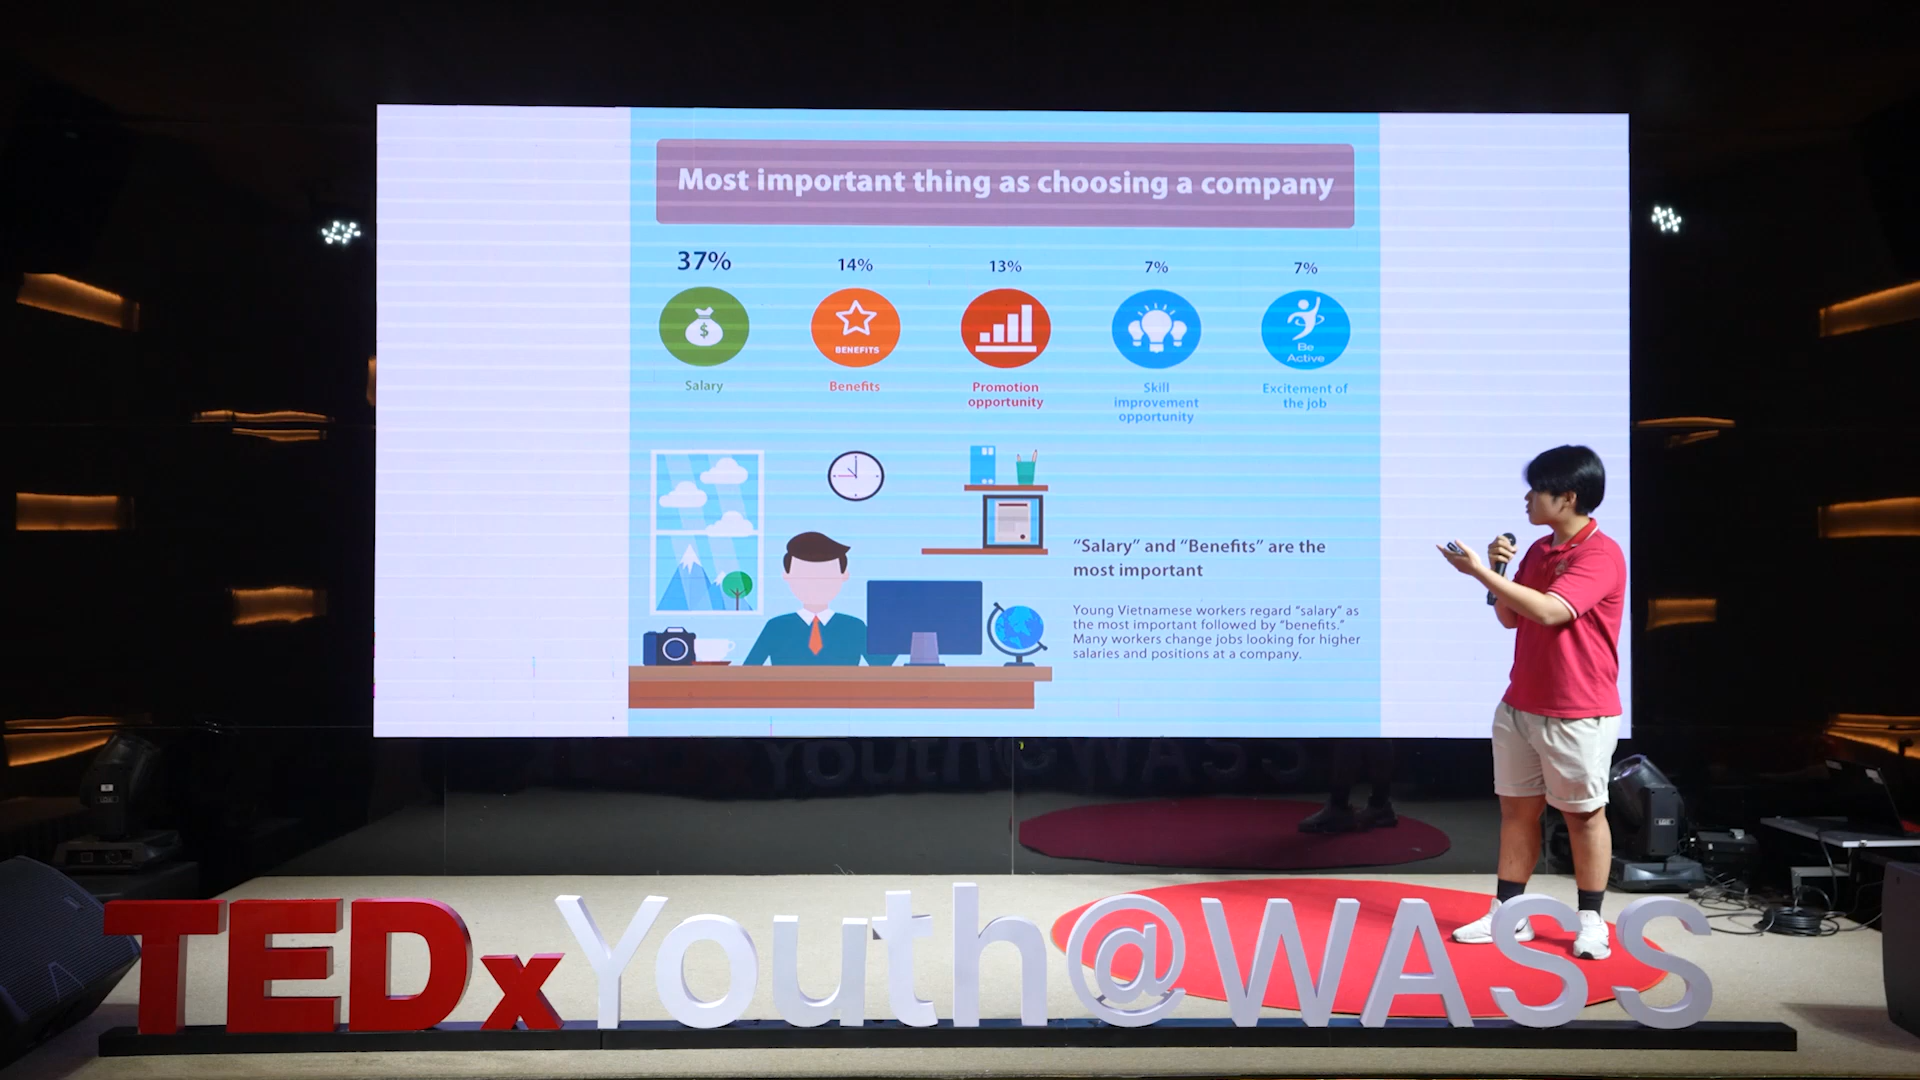 Most important thing as choosing a company
37%
14%
13%
7%
7%
$
BENEFITS
Be
Active
Salary
Benefits
Promotion
opportunity
Skill
improvement
opportunity
Excitement of
the job
"Salary" and "Benefits" are the
most important
Young Vietnamese workers regard "salary" as
the most important followed by "benefits."
Many workers change jobs looking for higher
salaries and positions at a company.
TEDxYouth@WASS